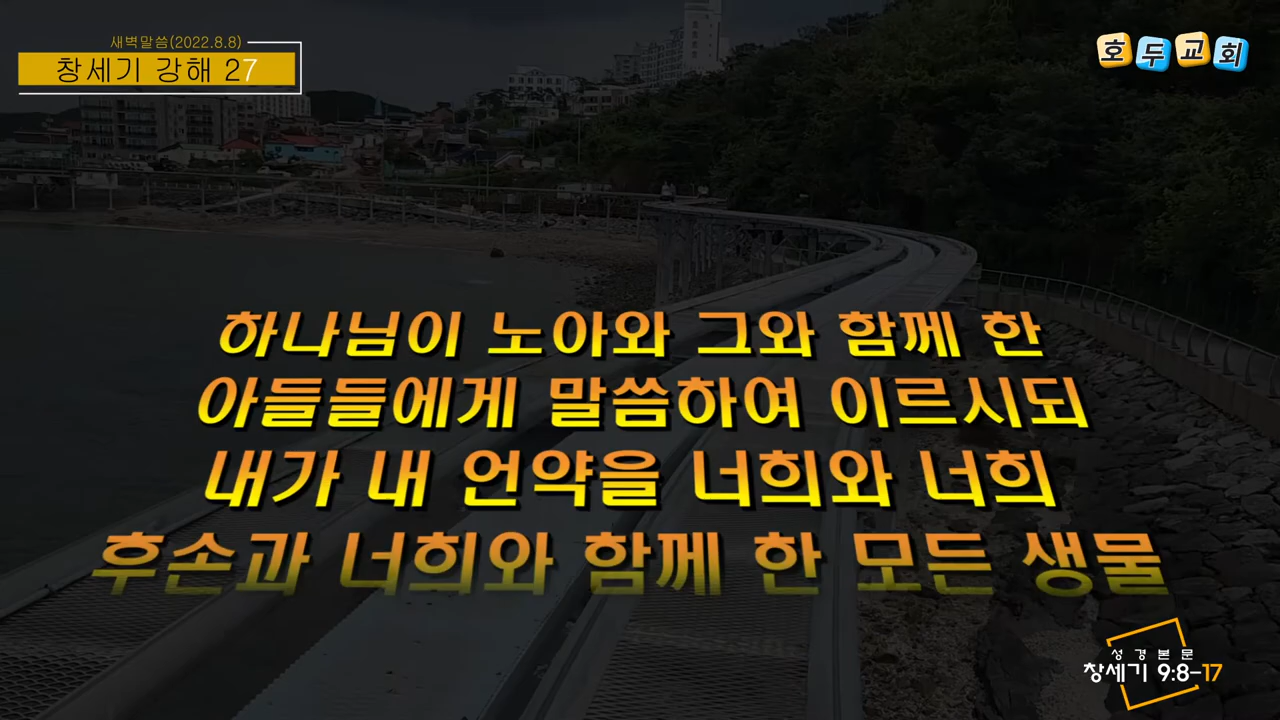 새벽말씀(2022.8.8)
창세기 강해 27
호두교회
하나님이 노아와 그와 함께 한
아들들에게 말씀하여 이르시되
내가 내 언약을 너희와 너희
후손과 너희와 함께 한 모든 생물
성경본문
창세기 9:8-17